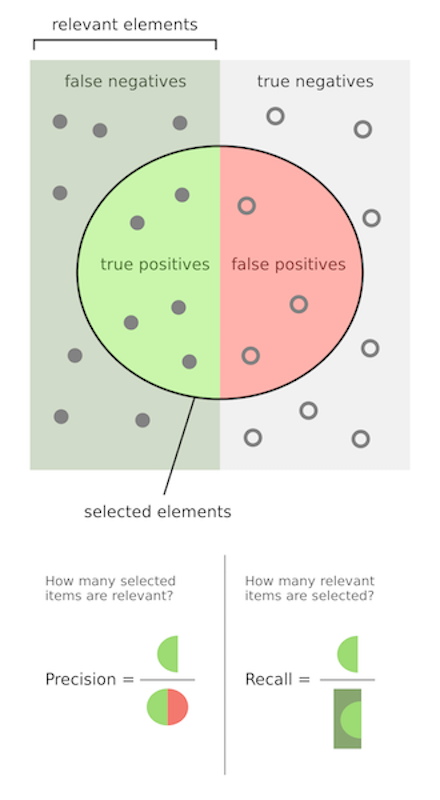 relevant elements
false negatives
true negatives
true positives
false positives
selected elements
How many selected
items are relevant?
How many relevant
items are selected?
Precision =
Recall =